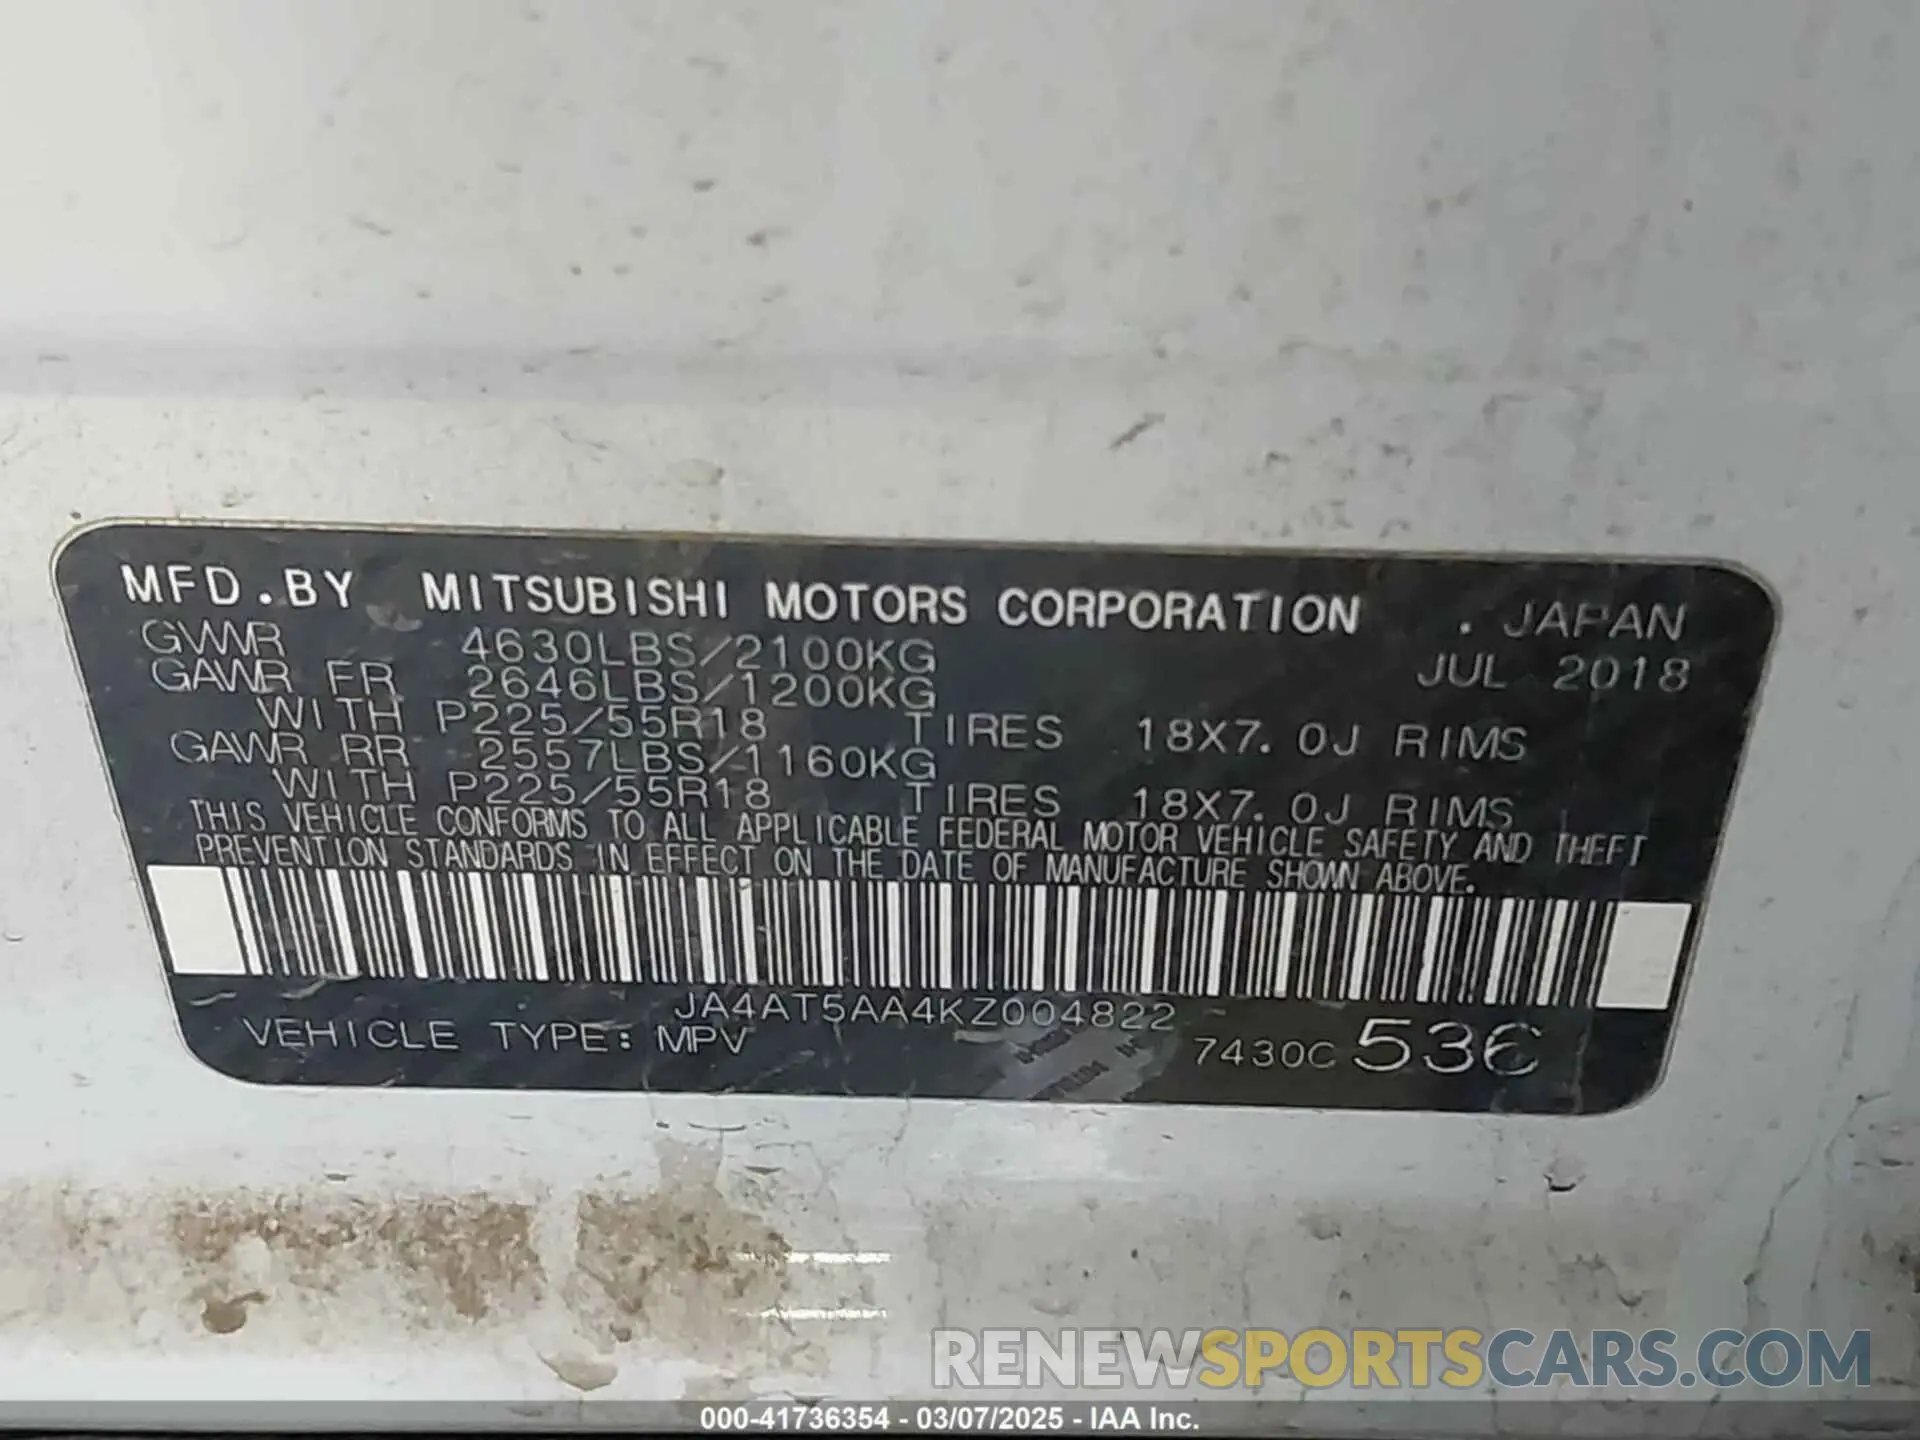 MFD.BY MITSUBISHI MOTORS CORPORATION . JAPAN
GVWR 4630LBS/2100KG JUL 2018
GAWR FR 2646LBS/1200KG
WITH P225/55R18 TIRES 18X7.0J RIMS
GAWR RR 2557LBS/1160KG
WITH P225/55R18 TIRES 18X7.0J RIMS
THIS VEHICLE CONFORMS TO ALL APPLICABLE FEDERAL MOTOR VEHICLE SAFETY AND THEFT
PREVENTION STANDARDS IN EFFECT ON THE DATE OF MANUFACTURE SHOWN ABOVE.
JA4AT5AA4KZ004822
VEHICLE TYPE: MPV 7430C
RENEWSPORTSCARS.COM
000-41736354 - 03/07/2025 - IAA Inc.